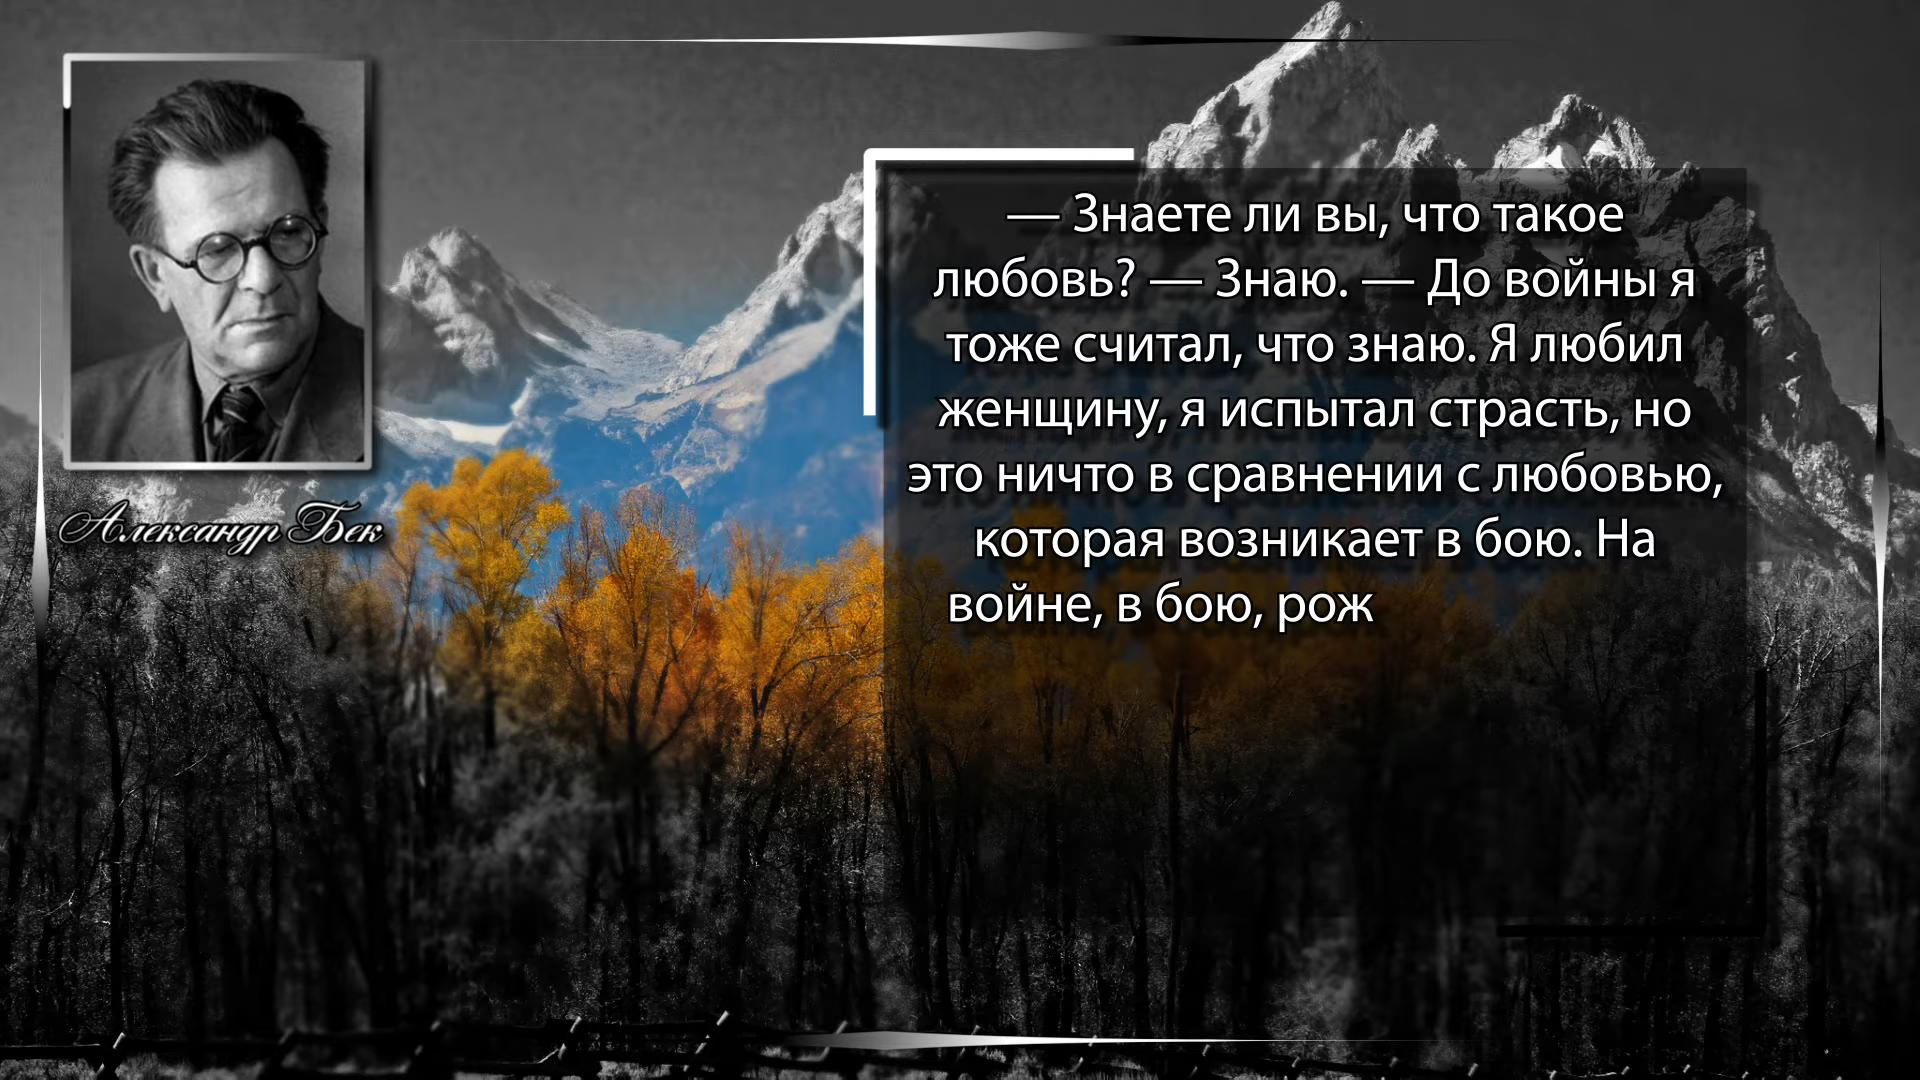 Александр Бек
— Знаете ли вы, что такое
любовь? — Знаю. — До войны я
тоже считал, что знаю. Я любил
женщину, я испытал страсть, но
это ничто в сравнении с любовью,
которая возникает в бою. На
войне, в бою, рож